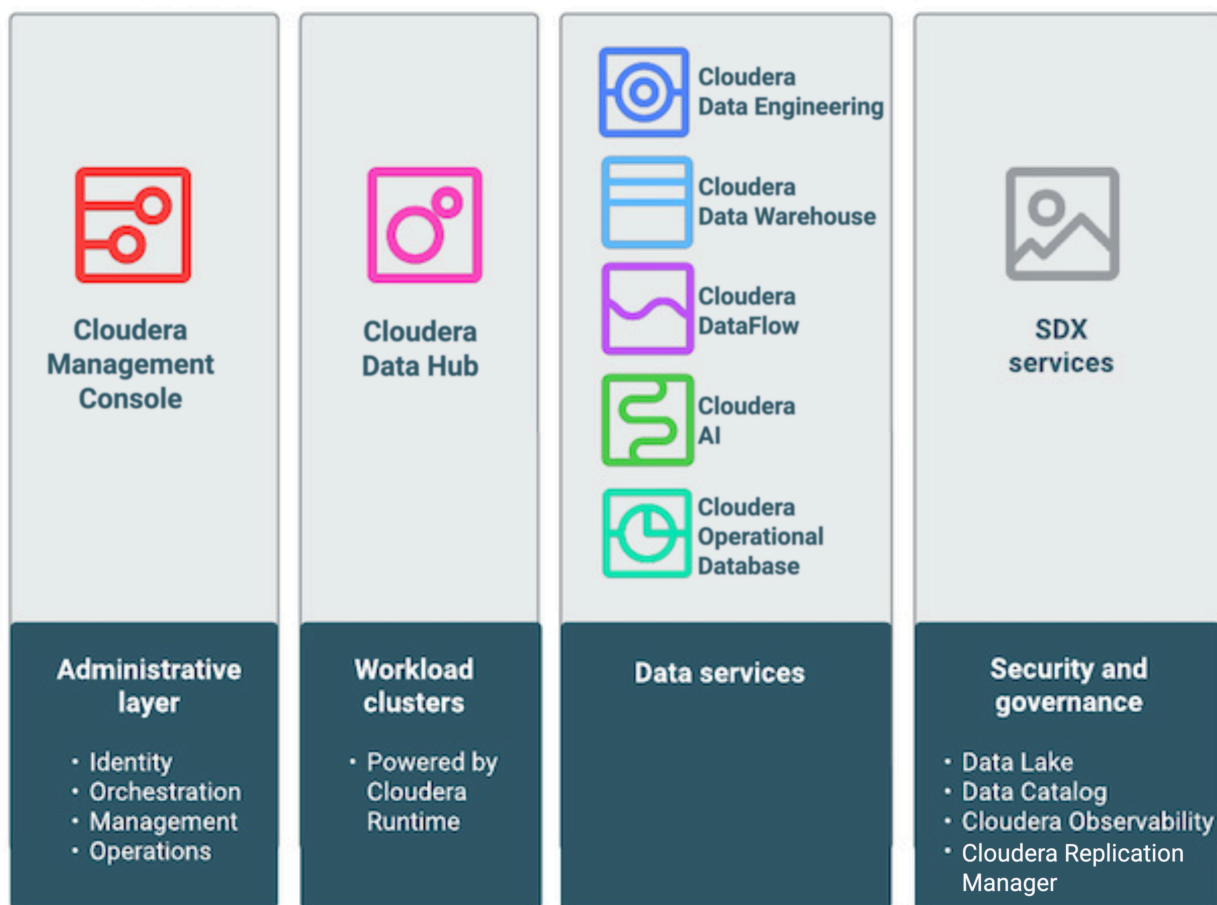 Cloudera
Management
Console
Administrative
layer
• Identity
• Orchestration
• Management
• Operations
Cloudera
Data Hub
Workload
clusters
• Powered by
Cloudera
Runtime
Cloudera
Data Engineering
Cloudera
Data Warehouse
Cloudera
DataFlow
Cloudera
AI
Cloudera
Operational
Database
Data services
SDX
services
Security and
governance
• Data Lake
• Data Catalog
• Cloudera Observability
• Cloudera Replication
Manager